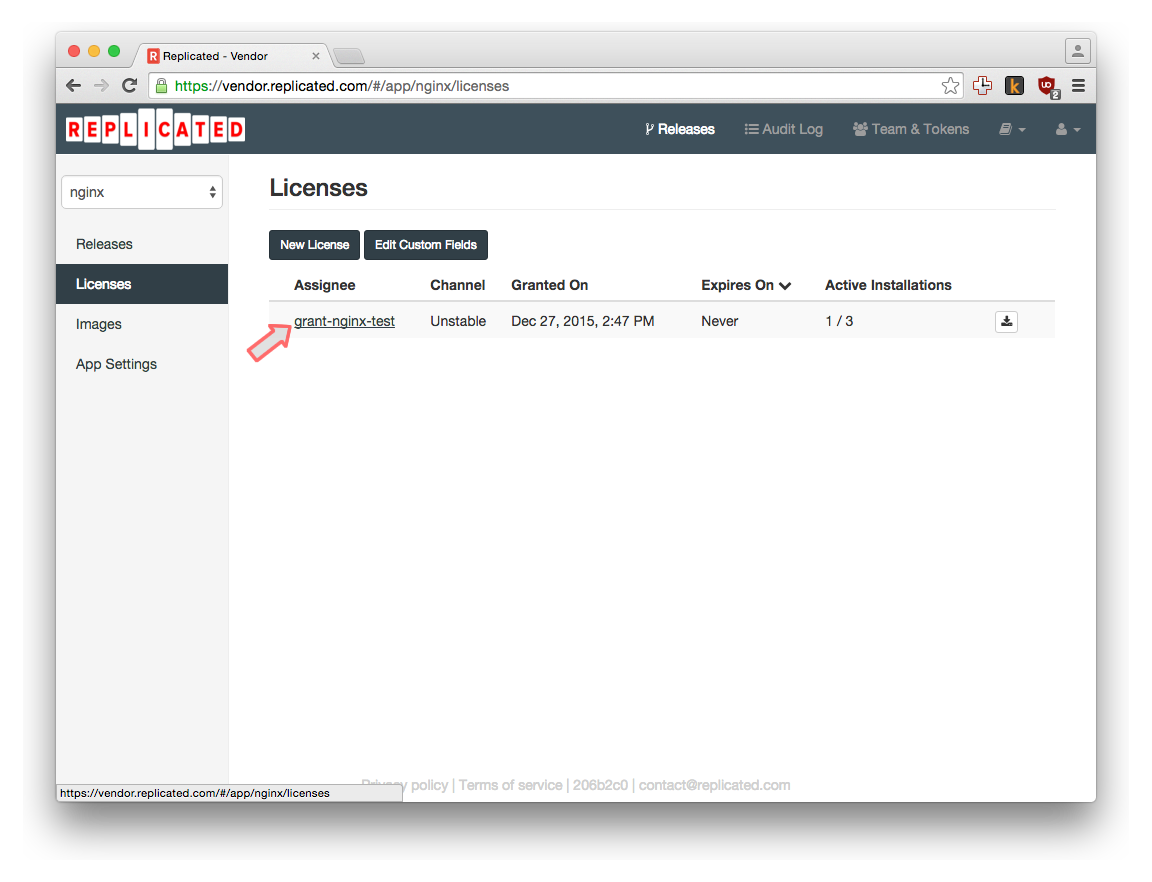 Replicated - Vendor
https://vendor.replicated.com/#/app/nginx/licenses
k
2
REPLICATED
Releases Audit Log Team & Tokens
nginx
Releases
Licenses
Images
App Settings
Licenses
New License Edit Custom Fields
Assignee Channel Granted On Expires On Active Installations
grant-nginx-test Unstable Dec 27, 2015, 2:47 PM Never 1 / 3
Privacy policy | Terms of service | 206b2c0 | contact@replicated.com
https://vendor.replicated.com/#/app/nginx/licenses